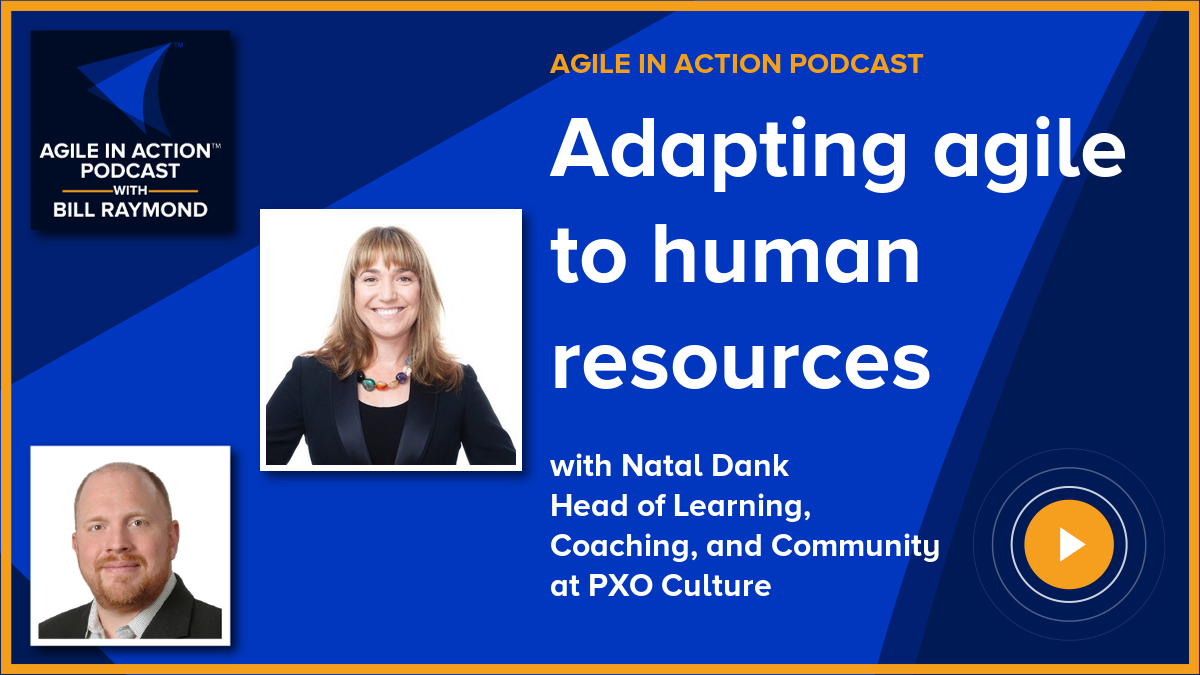 AGILE IN ACTION™
PODCAST
WITH
BILL RAYMOND
AGILE IN ACTION PODCAST
Adapting agile
to human
resources
with Natal Dank
Head of Learning,
Coaching, and Community
at PXO Culture